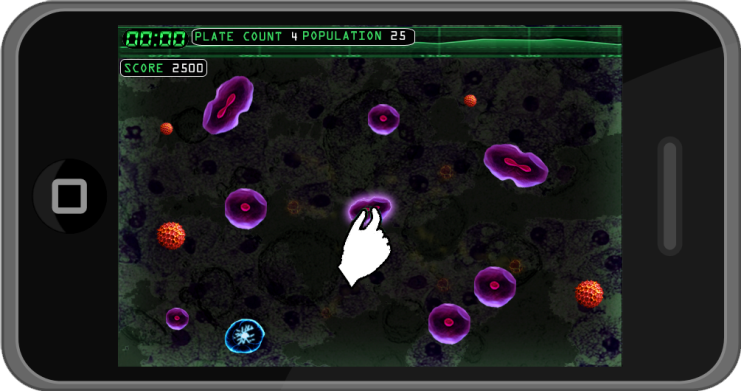 00:00 PLATE COUNT 4 POPULATION 25
SCORE 2500